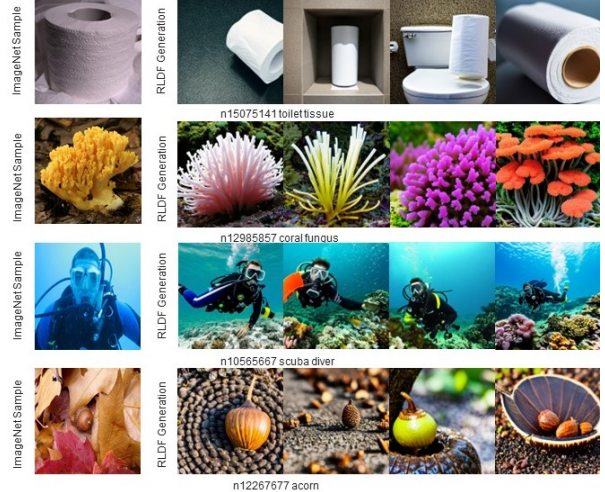 ImageNet Sample
RLDF Generation
n15075141 toilet tissue
ImageNet Sample
RLDF Generation
n12985857 coral fungus
ImageNet Sample
RLDF Generation
n10565667 scuba diver
ImageNet Sample
RLDF Generation
n12267677 acorn